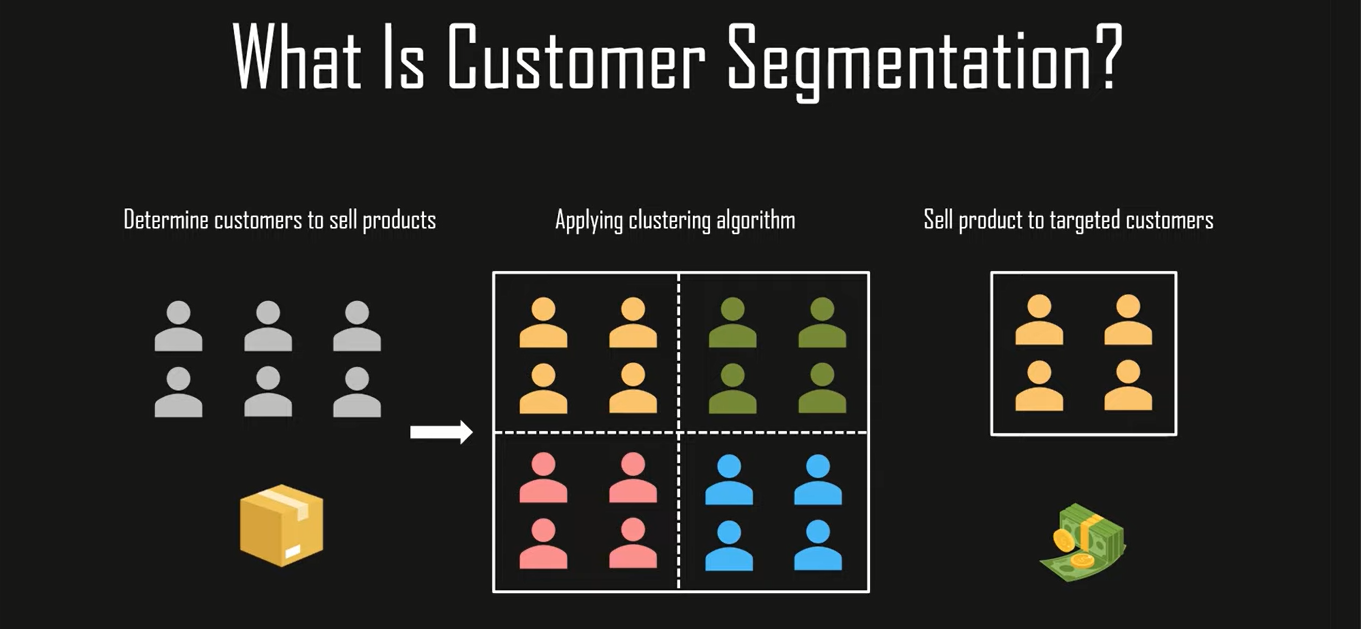 What Is Customer Segmentation?
Determine customers to sell products
Applying clustering algorithm
Sell product to targeted customers